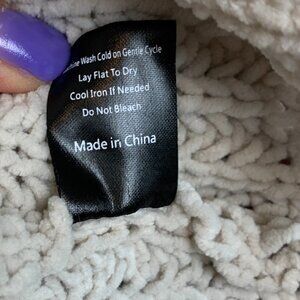 Machine Wash Cold on Gentle Cycle
Lay Flat To Dry
Cool Iron If Needed
Do Not Bleach
Made in China